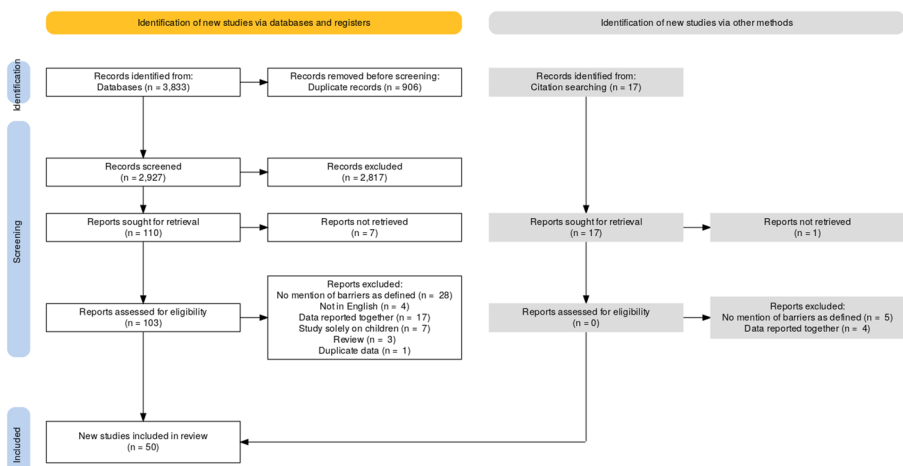 Identification of new studies via databases and registers
Identification of new studies via other methods
Identification
Records identified from:
Databases (n = 3,833)
Records removed before screening:
Duplicate records (n = 906)
Records identified from:
Citation searching (n = 17)
Screening
Records screened
(n = 2,927)
Records excluded
(n = 2,817)
Reports sought for retrieval
(n = 110)
Reports not retrieved
(n = 7)
Reports sought for retrieval
(n = 17)
Reports not retrieved
(n = 1)
Reports assessed for eligibility
(n = 103)
Reports excluded:
No mention of barriers as defined (n = 28)
Not in English (n = 4)
Data reported together (n = 17)
Study solely on children (n = 7)
Review (n = 3)
Duplicate data (n = 1)
Reports assessed for eligibility
(n = 0)
Reports excluded:
No mention of barriers as defined (n = 5)
Data reported together (n = 4)
Included
New studies included in review
(n = 50)